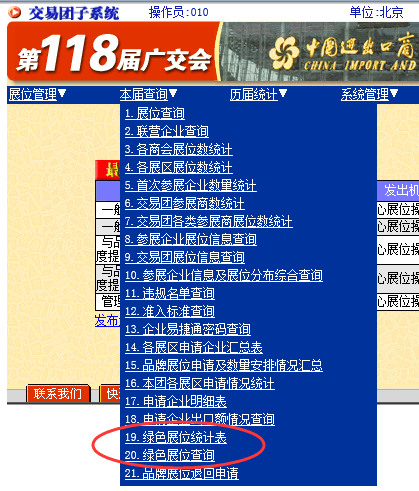 交易团子系统 操作员:010 单位:北京
第118届广交会 中国进出口商
CHINA IMPORT AND
展位管理▼ 本届查询▼ 历届统计▼ 系统管理▼
1. 展位查询
2. 联营企业查询
3. 各商会展位数统计
4. 各展区展位数统计
5. 首次参展企业数量统计
6. 交易团参展商数统计
7. 交易团各类参展商展位数统计
8. 参展企业展位信息查询
9. 交易团展位信息查询
10. 参展企业信息及展位分布综合查询
11. 违规名单查询
12. 准入标准查询
13. 企业易捷通密码查询
14. 各展区申请企业汇总表
15. 品牌展位申请及数量安排情况汇总
16. 本团各展区申请情况统计
17. 申请企业明细表
18. 申请企业出口额情况查询
19. 绿色展位统计表
20. 绿色展位查询
21. 品牌展位退回申请
发出机
一般 心展位操
一般 心展位操
与品 度提 心展位操
与品 度提 心展位操
管理 心展位操
发布
联系我们 快